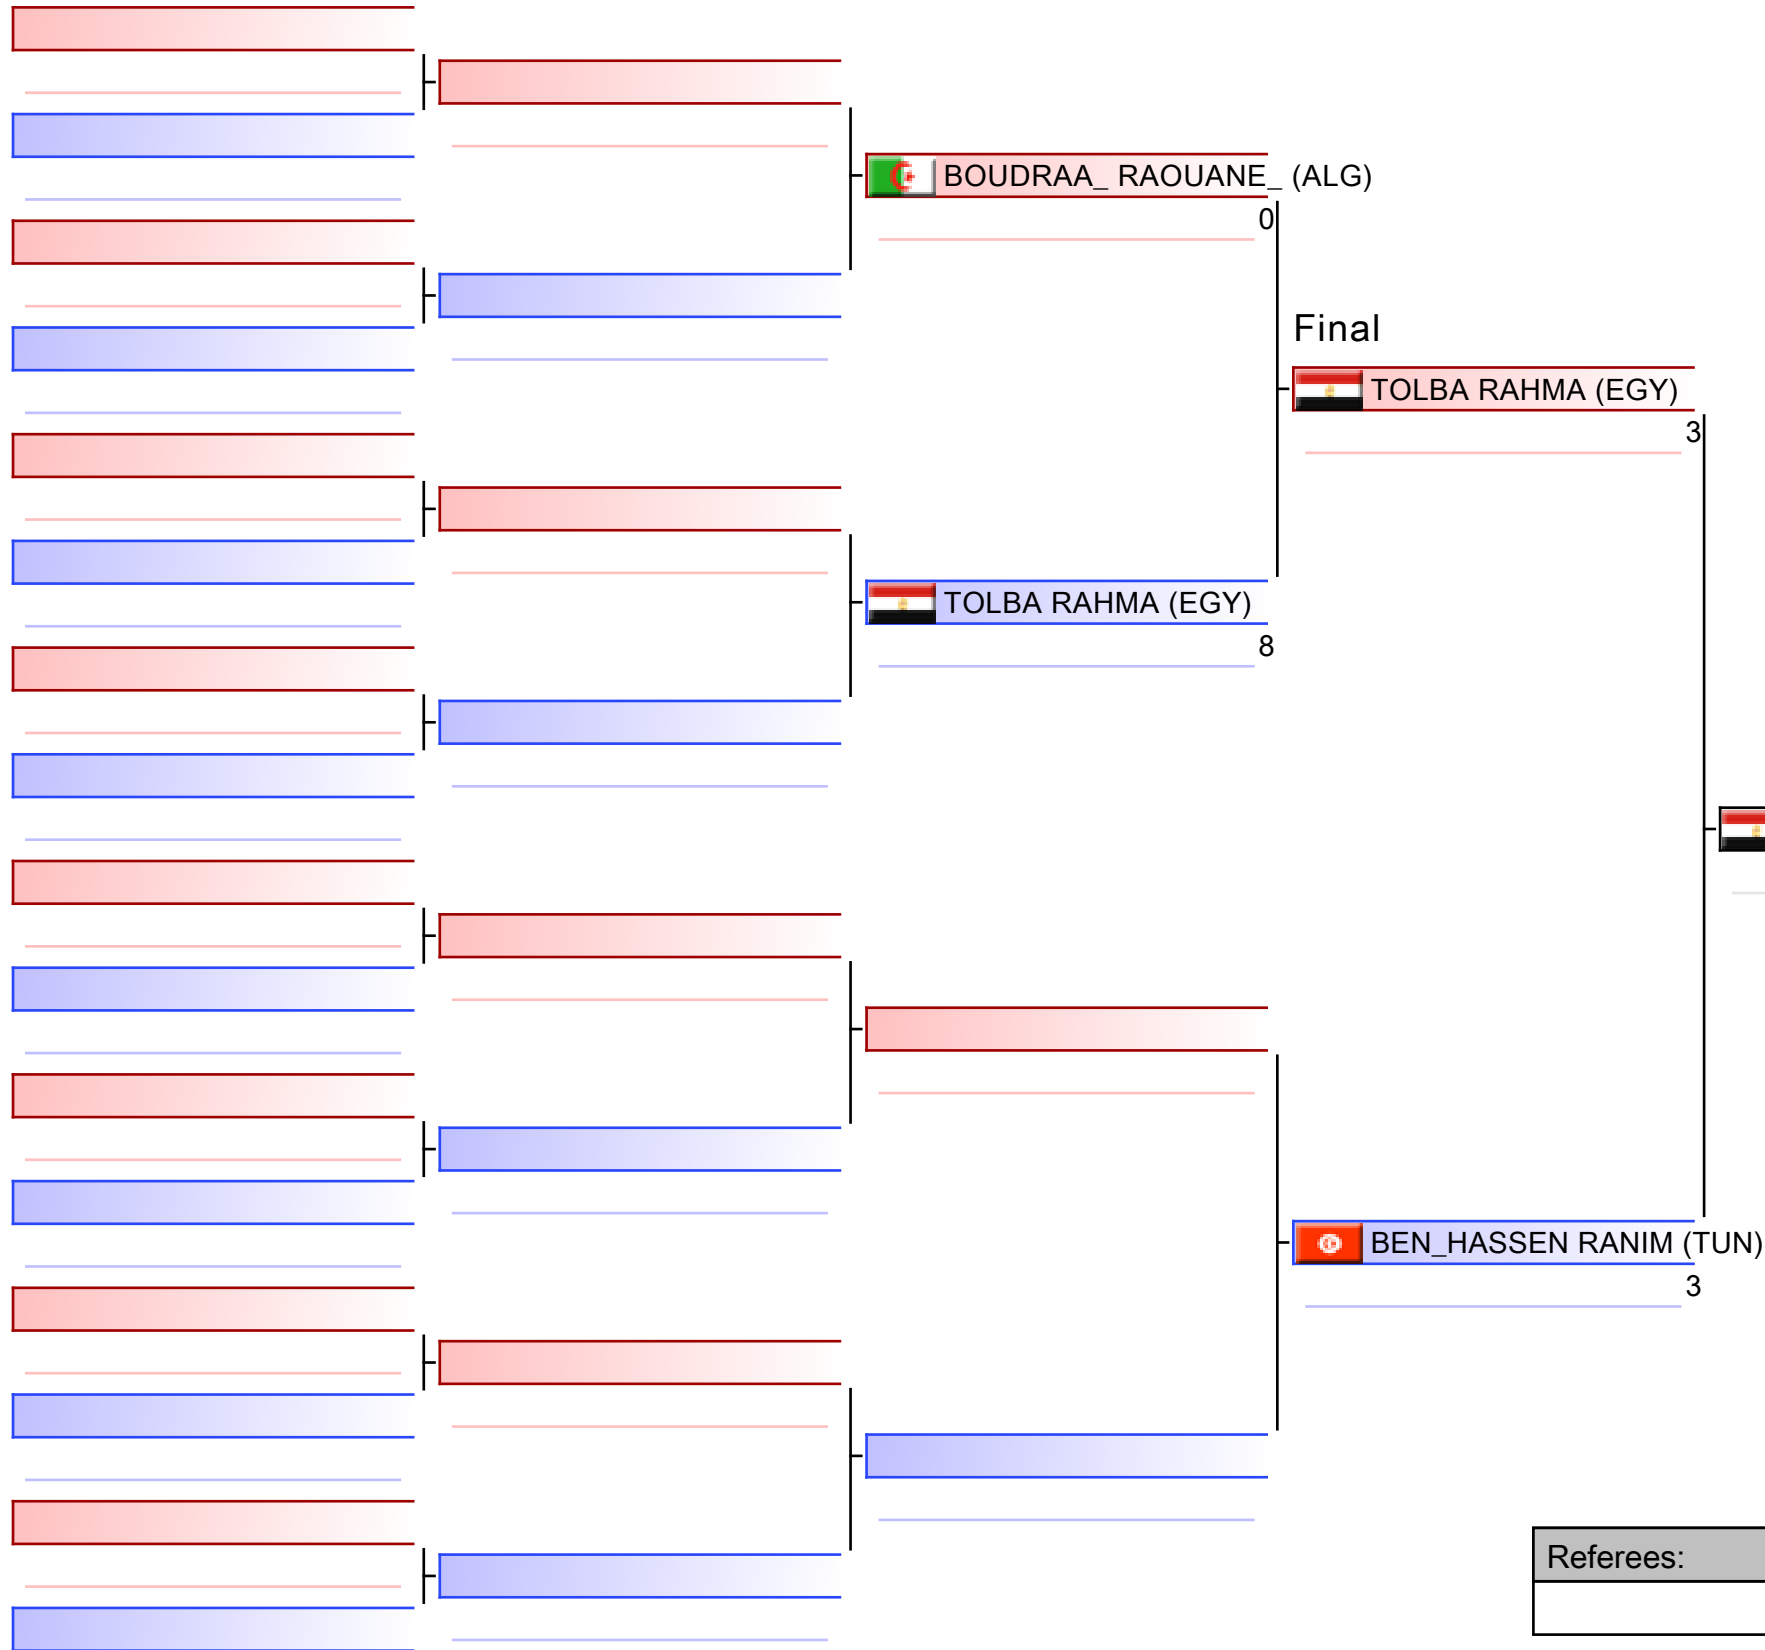 BOUDRAA_ RAOUANE_ (ALG)
0
Final
TOLBA RAHMA (EGY)
3
TOLBA RAHMA (EGY)
8
BEN_HASSEN RANIM (TUN)
3
Referees: